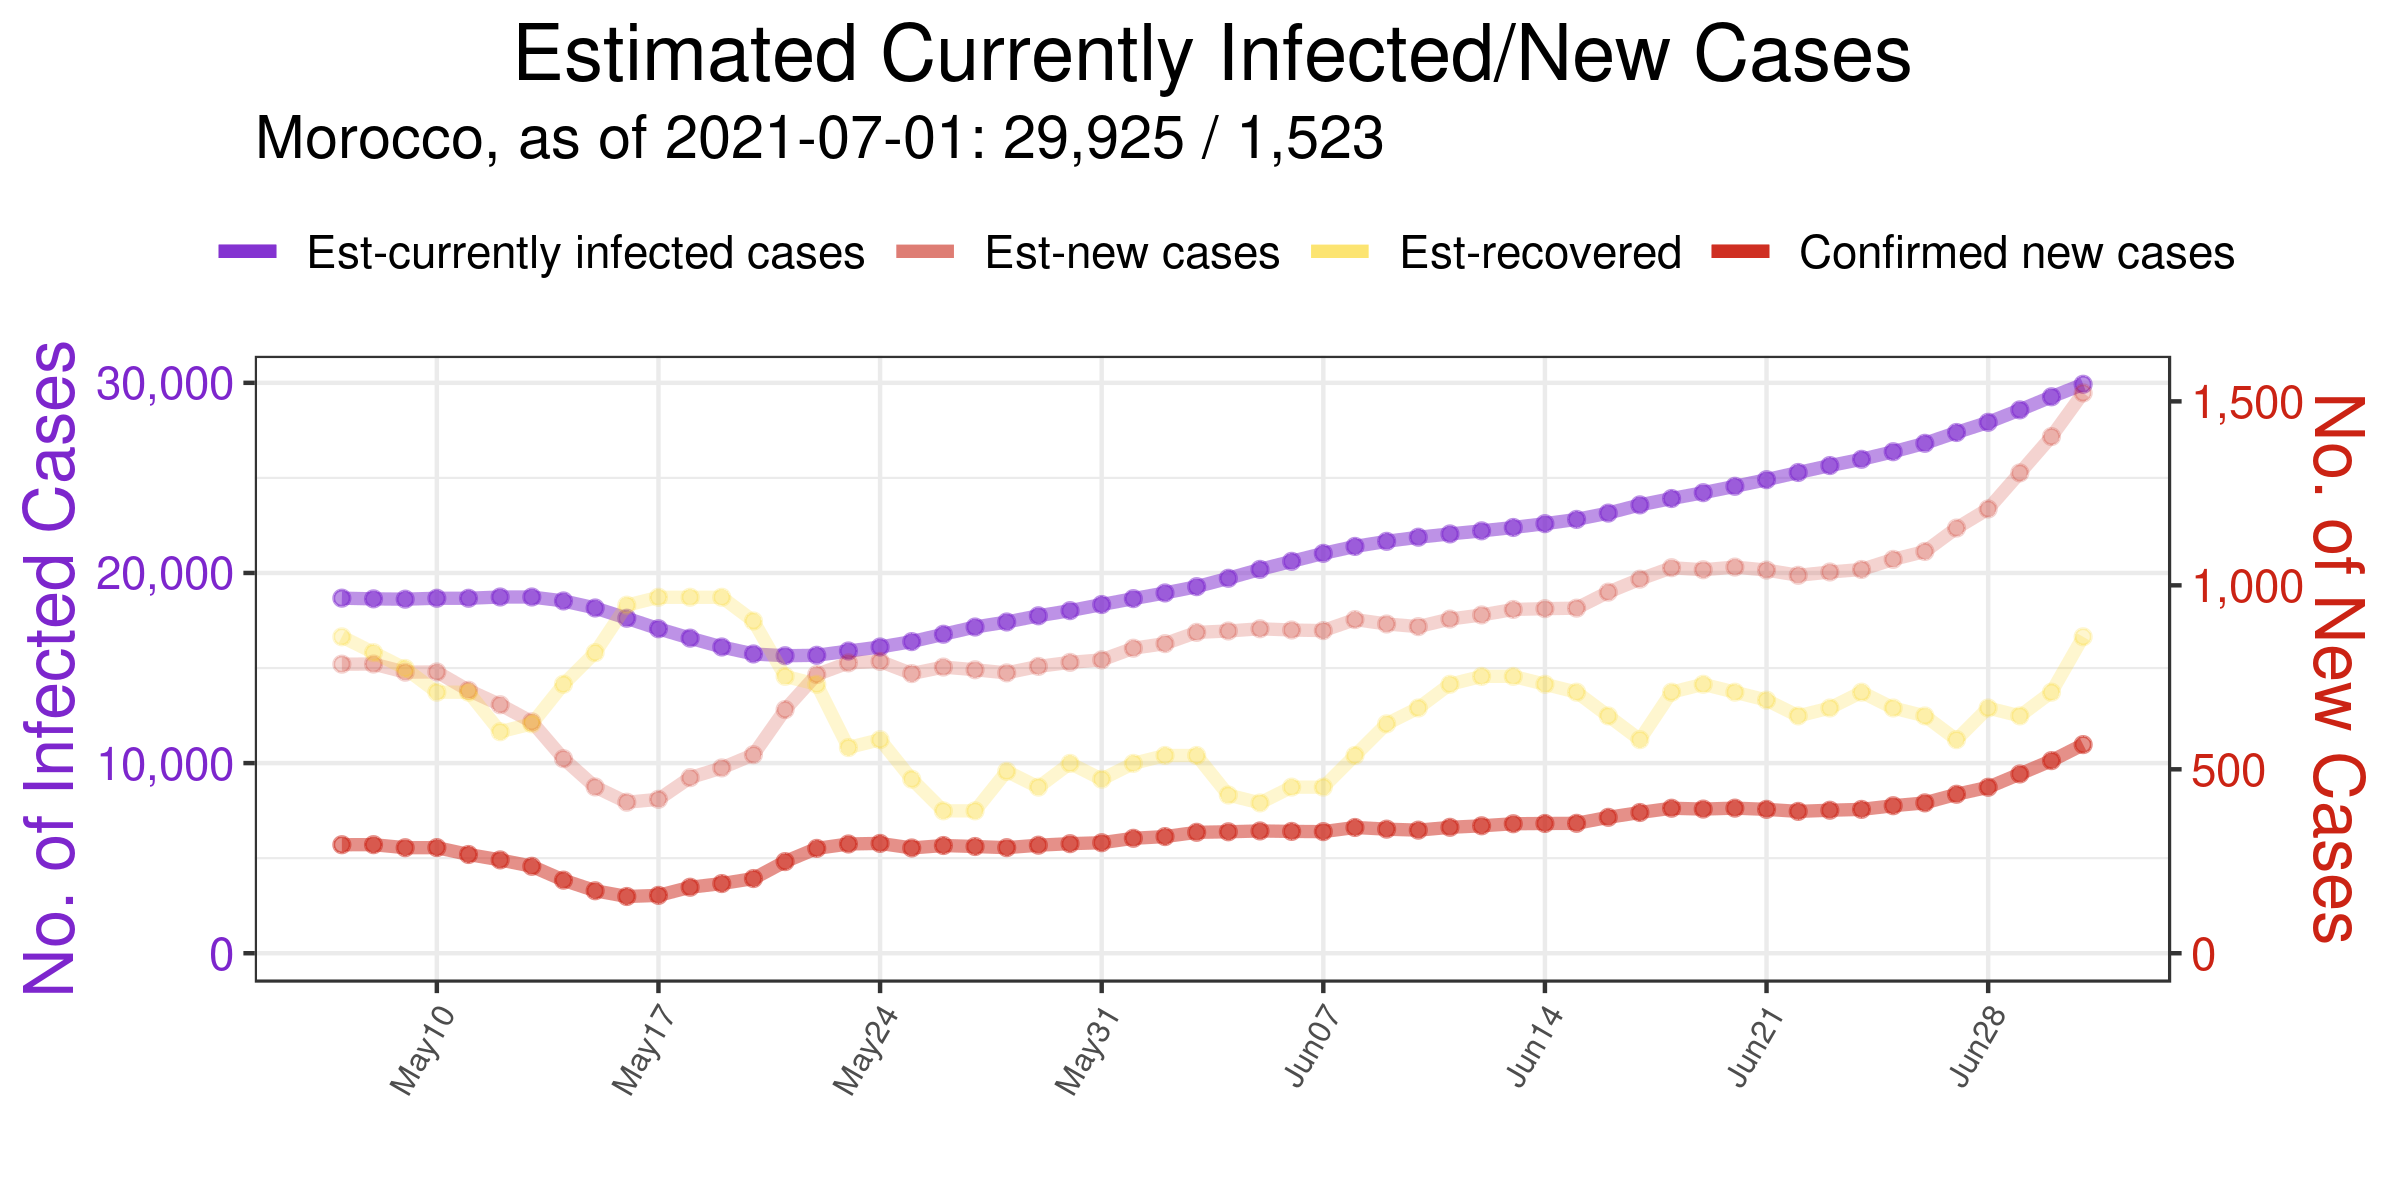 Estimated Currently Infected/New Cases
Morocco, as of 2021-07-01: 29,925 / 1,523
Est-currently infected cases Est-new cases Est-recovered Confirmed new cases
No. of Infected Cases
30,000
20,000
10,000
0
1,500
1,000
500
0
No. of New Cases
May10 May17 May24 May31 Jun07 Jun14 Jun21 Jun28